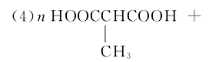 (4) n HOOCCHCOOH +
CH₃